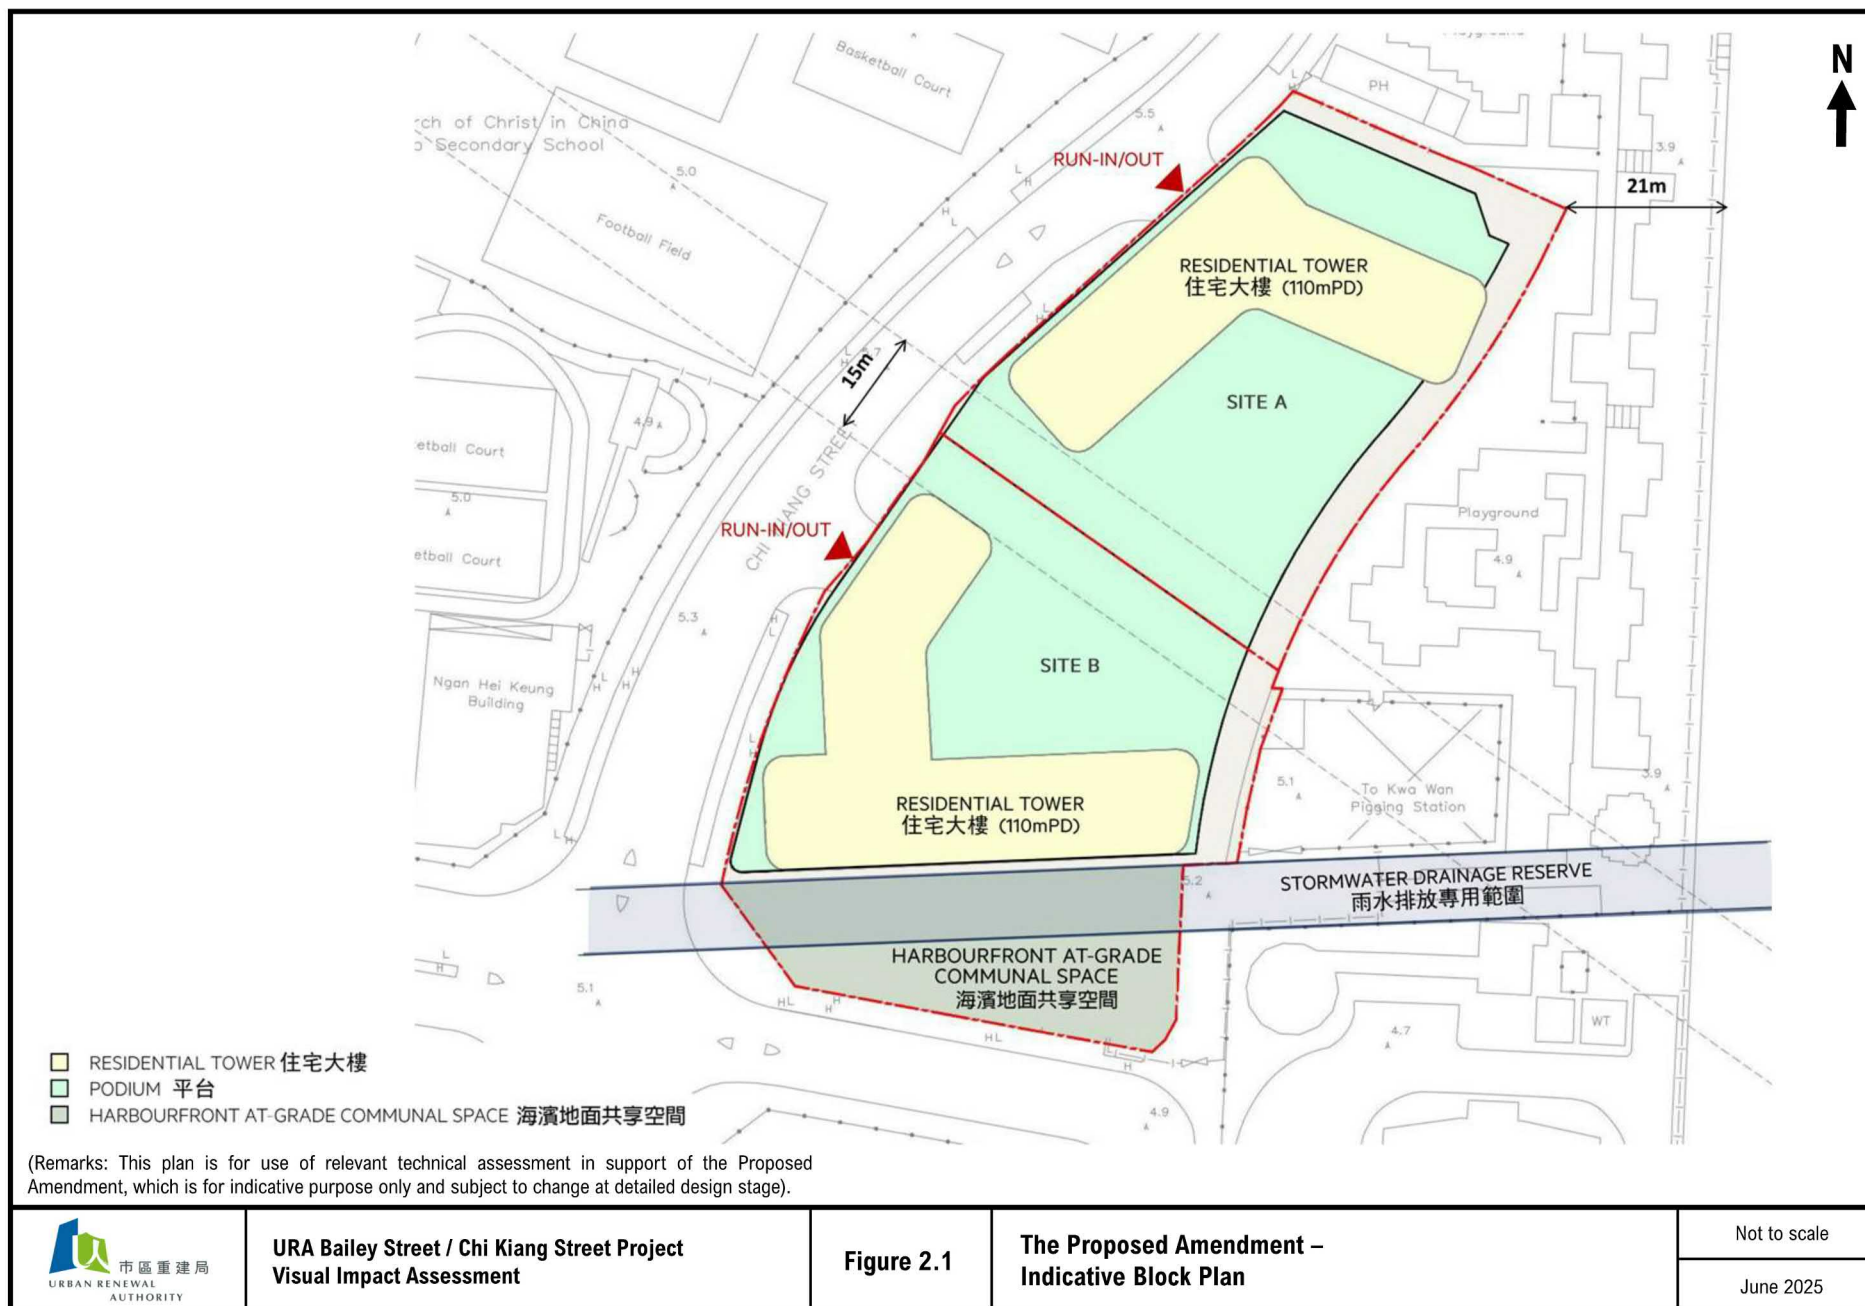 Basketball Court
rch of Christ in China
Secondary School
Football Field
5.0
5.5
PH
3.9
N
RUN-IN/OUT
21m
RESIDENTIAL TOWER
住宅大樓 (110mPD)
15m
SITE A
4.9
etball Court
5.0
etball Court
CHI KIANG STREET
RUN-IN/OUT
Playground
4.9
5.3
SITE B
Ngan Hei Keung
Building
To Kwa Wan
Pigging Station
5.1
3.9
RESIDENTIAL TOWER
住宅大樓 (110mPD)
STORMWATER DRAINAGE RESERVE
雨水排放專用範圍
5.2
HARBOURFRONT AT-GRADE
COMMUNAL SPACE
海濱地面共享空間
5.1
WT
4.7
4.9
RESIDENTIAL TOWER 住宅大樓
PODIUM 平台
HARBOURFRONT AT-GRADE COMMUNAL SPACE 海濱地面共享空間
(Remarks: This plan is for use of relevant technical assessment in support of the Proposed
Amendment, which is for indicative purpose only and subject to change at detailed design stage).
市區重建局
URBAN RENEWAL
AUTHORITY
URA Bailey Street / Chi Kiang Street Project
Visual Impact Assessment
Figure 2.1
The Proposed Amendment –
Indicative Block Plan
Not to scale
June 2025